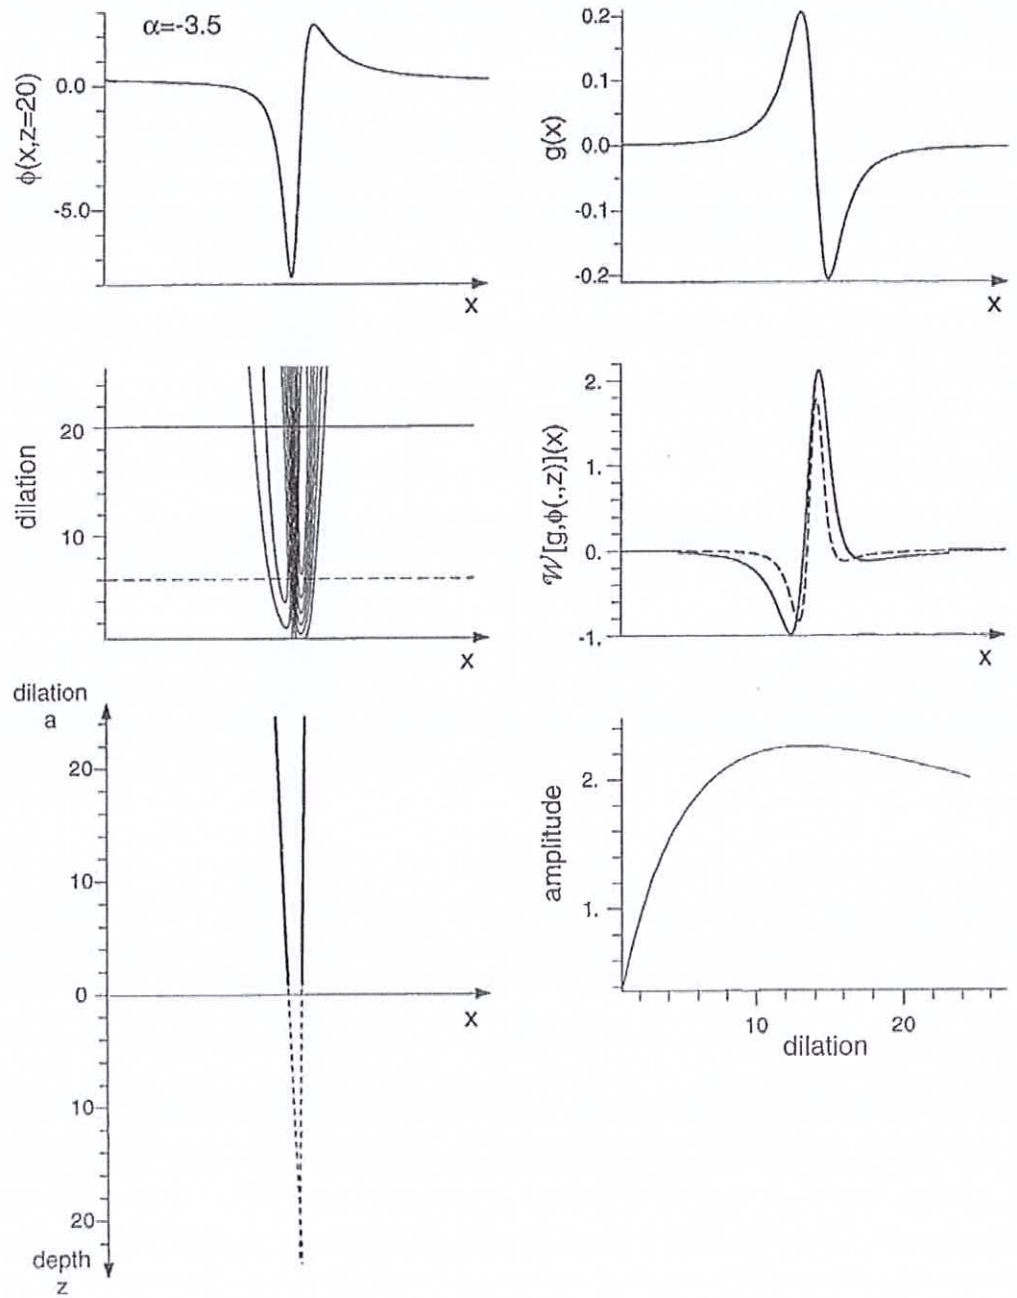 α=-3.5
ϕ(x,z=20)
0.0
-5.0
x
g(x)
0.2
0.1
0.0
-0.1
-0.2
x
dilation
20
10
x
𝒲[g,ϕ(.,z)](x)
2.
1.
0.
-1.
x
dilation
a
20
10
0
x
10
20
depth
z
amplitude
2.
1.
10 20
dilation